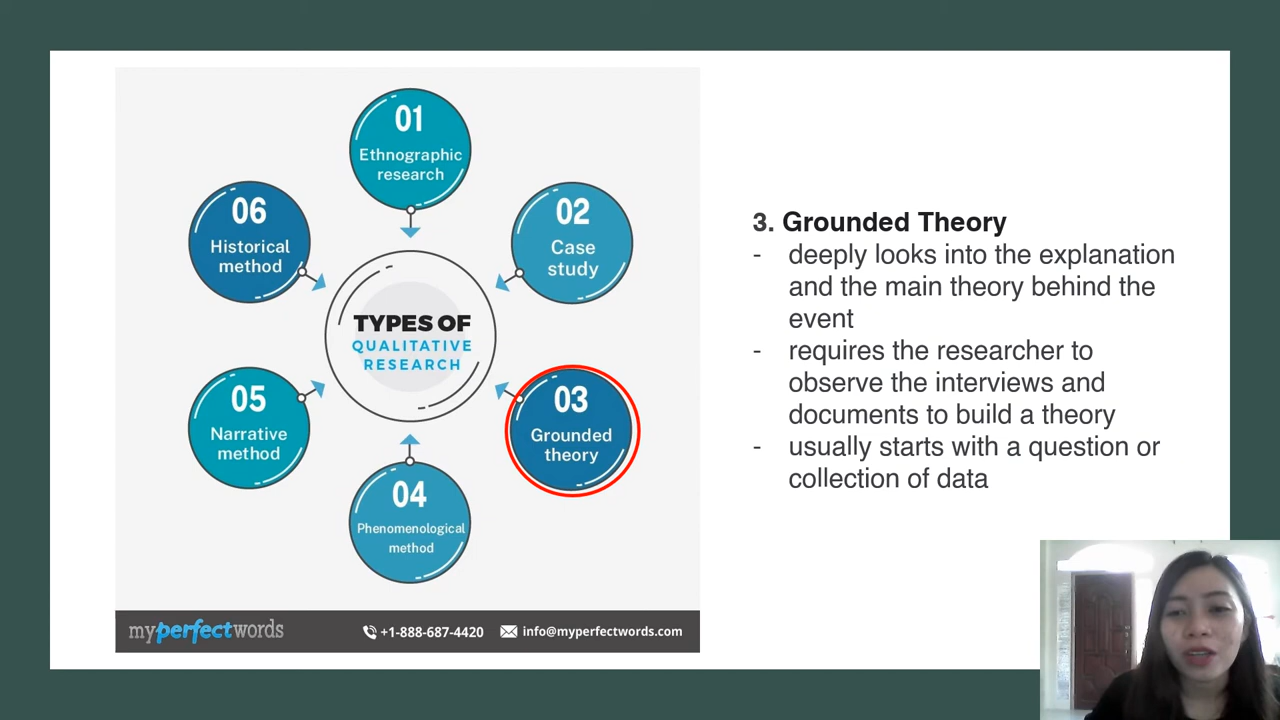 01
Ethnographic
research
02
Case
study
03
Grounded
theory
04
Phenomenological
method
05
Narrative
method
06
Historical
method
TYPES OF
QUALITATIVE
RESEARCH
myperfectwords
+1-888-687-4420
info@myperfectwords.com
3. Grounded Theory
- deeply looks into the explanation
and the main theory behind the
event
- requires the researcher to
observe the interviews and
documents to build a theory
- usually starts with a question or
collection of data